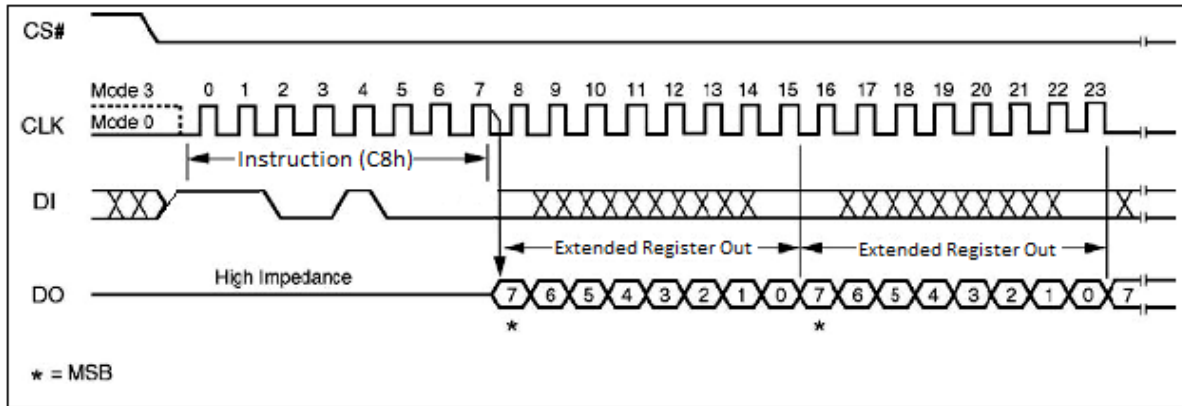 CS#
Mode 3 0 1 2 3 4 5 6 7 8 9 10 11 12 13 14 15 16 17 18 19 20 21 22 23
CLK Mode 0
Instruction (C8h)
DI
Extended Register Out Extended Register Out
High Impedance
DO 7 6 5 4 3 2 1 0 7 6 5 4 3 2 1 0 7
* *
* = MSB